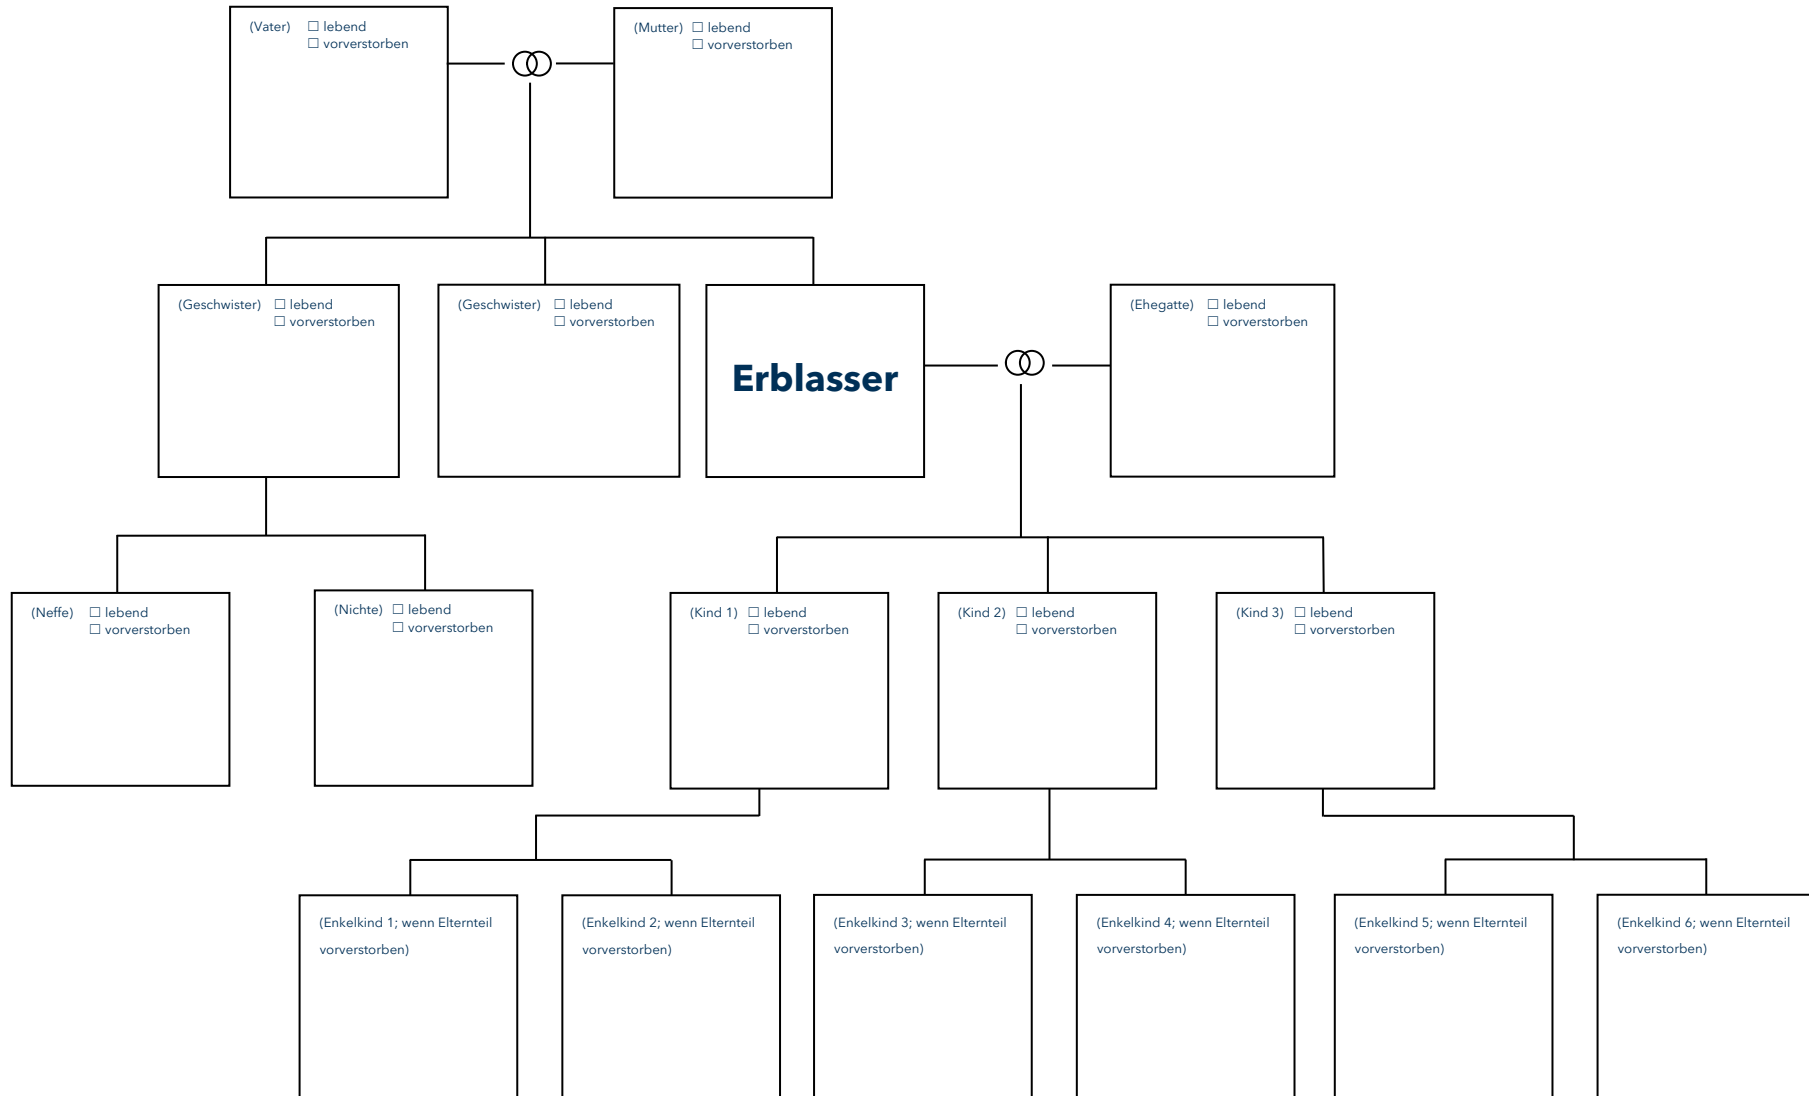 (Vater) ☐ lebend
☐ vorverstorben
(Mutter) ☐ lebend
☐ vorverstorben
(Geschwister) ☐ lebend
☐ vorverstorben
(Geschwister) ☐ lebend
☐ vorverstorben
Erblasser
(Ehegatte) ☐ lebend
☐ vorverstorben
(Neffe) ☐ lebend
☐ vorverstorben
(Nichte) ☐ lebend
☐ vorverstorben
(Kind 1) ☐ lebend
☐ vorverstorben
(Kind 2) ☐ lebend
☐ vorverstorben
(Kind 3) ☐ lebend
☐ vorverstorben
(Enkelkind 1; wenn Elternteil
vorverstorben)
(Enkelkind 2; wenn Elternteil
vorverstorben)
(Enkelkind 3; wenn Elternteil
vorverstorben)
(Enkelkind 4; wenn Elternteil
vorverstorben)
(Enkelkind 5; wenn Elternteil
vorverstorben)
(Enkelkind 6; wenn Elternteil
vorverstorben)